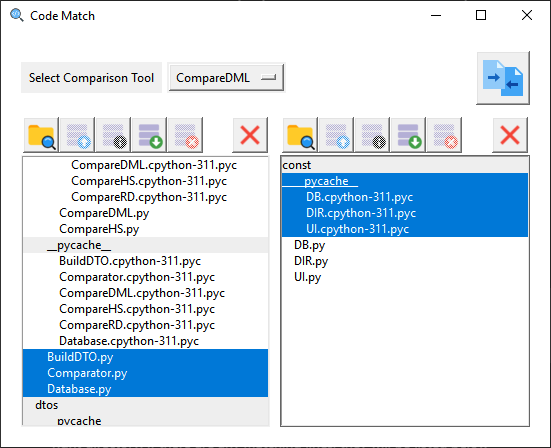 Code Match
Select Comparison Tool
CompareDML
CompareDML.cpython-311.pyc
CompareHS.cpython-311.pyc
CompareRD.cpython-311.pyc
CompareDML.py
CompareHS.py
__pycache__
BuildDTO.cpython-311.pyc
Comparator.cpython-311.pyc
CompareDML.cpython-311.pyc
CompareHS.cpython-311.pyc
CompareRD.cpython-311.pyc
Database.cpython-311.pyc
BuildDTO.py
Comparator.py
Database.py
dtos
__pycache__
const
__pycache__
DB.cpython-311.pyc
DIR.cpython-311.pyc
UI.cpython-311.pyc
DB.py
DIR.py
UI.py